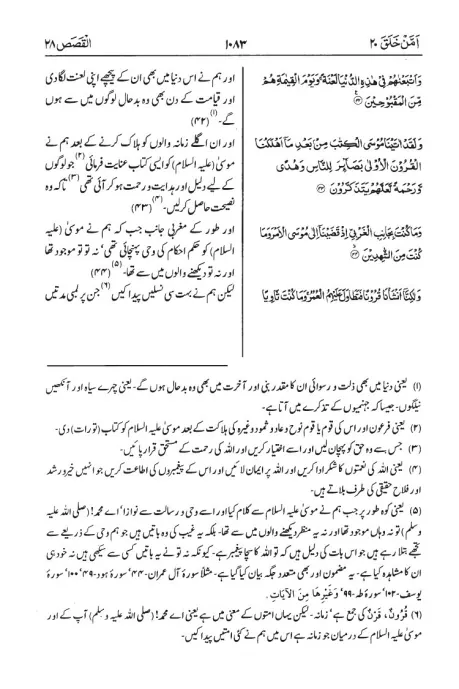 امّن خلق ۲۰
۱۰۸۳
القصص ۲۸
وَاَتْبَعْنٰهُمْ فِیْ هٰذِهِ الدُّنْیَا لَعْنَةً ۚ وَیَوْمَ الْقِیٰمَةِ هُمْ
مِّنَ الْمَقْبُوْحِیْنَ ۟
وَلَقَدْ اٰتَیْنَا مُوْسَی الْكِتٰبَ مِنْ بَعْدِ مَاۤ اَهْلَكْنَا
الْقُرُوْنَ الْاُوْلٰی بَصَآىِٕرَ لِلنَّاسِ وَهُدًی
وَّرَحْمَةً لَّعَلَّهُمْ یَتَذَكَّرُوْنَ ۟
وَمَا كُنْتَ بِجَانِبِ الْغَرْبِیِّ اِذْ قَضَیْنَاۤ اِلٰی مُوْسَی الْاَمْرَ وَمَا
كُنْتَ مِنَ الشّٰهِدِیْنَ ۟
وَلٰكِنَّاۤ اَنْشَاْنَا قُرُوْنًا فَتَطَاوَلَ عَلَیْهِمُ الْعُمُرُ ۚ وَمَا كُنْتَ ثَاوِیًا
اور ہم نے اس دنیا میں بھی ان کے پیچھے اپنی لعنت لگا دی
اور قیامت کے دن بھی وہ بدحال لوگوں میں سے ہوں
گے۔(۱) (۴۲)
اور ان اگلے زمانہ والوں کو ہلاک کرنے کے بعد ہم نے
موسیٰ (علیہ السلام) کو ایسی کتاب عنایت فرمائی(۲) جو لوگوں
کے لیے دلیل اور ہدایت و رحمت ہو کر آئی تھی(۳) تاکہ وہ
نصیحت حاصل کرلیں۔(۴) (۴۳)
اور طور کے مغربی جانب جب کہ ہم نے موسیٰ (علیہ
السلام) کو حکم احکام کی وحی پہنچائی تھی، نہ تو تو موجود تھا
اور نہ تو دیکھنے والوں میں سے تھا۔(۵) (۴۴)
لیکن ہم نے بہت سی نسلیں پیدا کیں(۶) جن پر لمبی مدتیں
(۱) یعنی دنیا میں بھی ذلت و رسوائی ان کا مقدر بنی اور آخرت میں بھی وہ بدحال ہوں گے۔ یعنی چہرے سیاہ اور آنکھیں
نیلگوں۔ جیسا کہ جہنمیوں کے تذکرے میں آتا ہے۔
(۲) یعنی فرعون اور اس کی قوم یا قوم نوح و عاد و ثمود وغیرہ کی ہلاکت کے بعد موسیٰ علیہ السلام کو کتاب (تورات) دی۔
(۳) جس سے وہ حق کو پہچان لیں اور اسے اختیار کریں اور اللہ کی رحمت کے مستحق قرار پائیں۔
(۴) یعنی اللہ کی نعمتوں کا شکر ادا کریں اور اللہ پر ایمان لائیں اور اس کے پیغمبروں کی اطاعت کریں جو انہیں خیر و رشد
اور فلاح حقیقی کی طرف بلاتے ہیں۔
(۵) یعنی کوہ طور پر جب ہم نے موسیٰ علیہ السلام سے کلام کیا اور اسے وحی و رسالت سے نوازا، اے محمد! (صلی اللہ علیہ
وسلم) تو نہ وہاں موجود تھا اور نہ یہ منظر دیکھنے والوں میں سے تھا۔ بلکہ یہ غیب کی وہ باتیں ہیں جو ہم وحی کے ذریعے سے
تجھے بتلا رہے ہیں جو اس بات کی دلیل ہیں کہ تو اللہ کا سچا پیغمبر ہے۔ کیونکہ نہ تو نے یہ باتیں کسی سے سیکھی ہیں نہ خود ہی
ان کا مشاہدہ کیا ہے۔ یہ مضمون اور بھی متعدد جگہ بیان کیا گیا ہے۔ مثلاً سورۂ آل عمران۔۴۴، سورۂ ہود۔۴۹، ۱۰۰، سورۂ
یوسف۔۱۰۲، سورۂ طہ۔۹۹، وَغَيْرِهَا مِنَ الآيَاتِ.
(۶) قُرُونٌ، قَرْنٌ کی جمع ہے، زمانہ۔ لیکن یہاں امتوں کے معنی میں ہے یعنی اے محمد! (صلی اللہ علیہ وسلم) آپ کے اور
موسیٰ علیہ السلام کے درمیان جو زمانہ ہے اس میں ہم نے کئی امتیں پیدا کیں۔